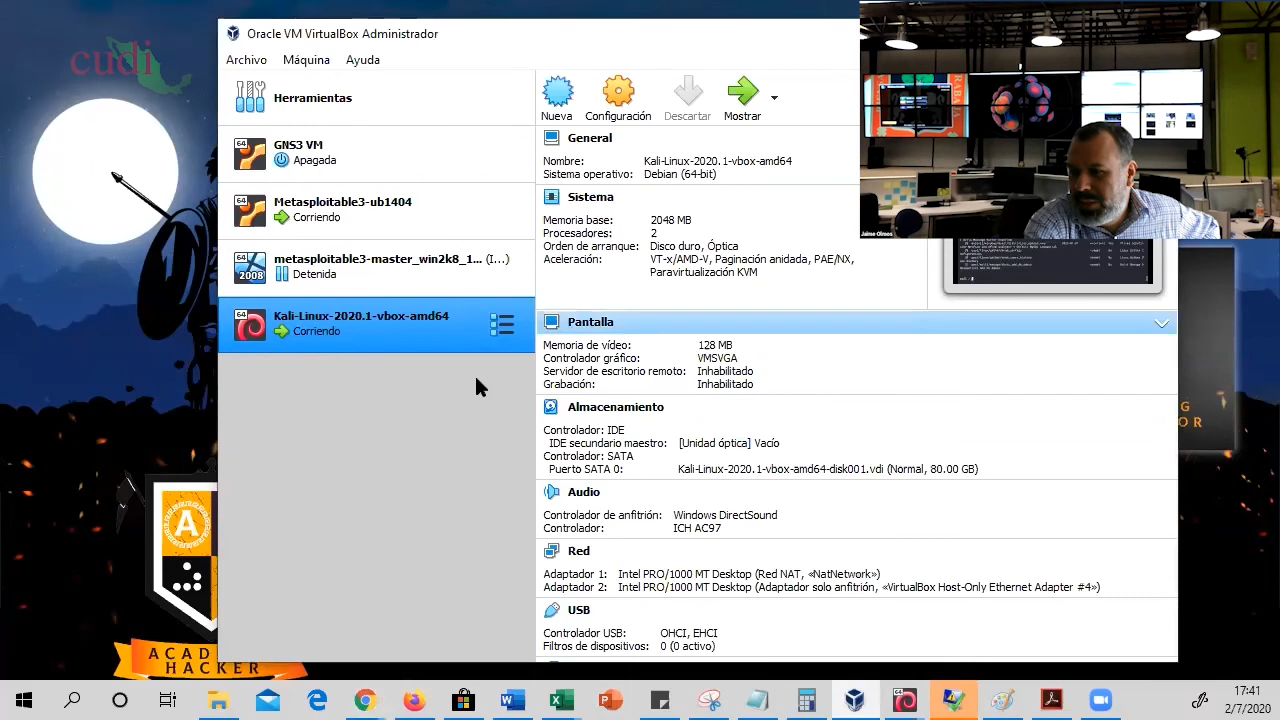 cudi
Oracle VM VirtualBox Administrador
Archivo Máquina Ayuda
Herramientas
Nueva Configuración Descartar Mostrar
GNS3 VM
Apagada
Metasploitable3-ub1404
Corriendo
(I...)
2008
Kali-Linux-2020.1-vbox-amd64
Corriendo
General
Nombre: Kali-Linux-2020.1-vbox-amd64
Sistema operativo: Debian (64-bit)
Sistema
Memoria base: 2048 MB
Procesadores: 2
Orden de arranque: Disco duro,
VT-x/AMD-V, Paginación anidada, PAE/NX,
Paravirtualización KVM
Jaime Olmos
Pantalla
Memoria de vídeo: 128 MB
Controlador gráfico: VMSVGA
Servidor de escritorio remoto: Inhabilitado
Grabación: Inhabilitado
Almacenamiento
Controlador: IDE
IDE secundario maestro: [Unidad óptica] Vacío
Controlador: SATA
Puerto SATA 0: Kali-Linux-2020.1-vbox-amd64-disk001.vdi (Normal, 80.00 GB)
Audio
Controlador de anfitrión: Windows DirectSound
Controlador: ICH AC97
Red
Adaptador 1: Intel PRO/1000 MT Desktop (Red NAT, «NatNetwork»)
Adaptador 2: Intel PRO/1000 MT Desktop (Adaptador solo anfitrión, «VirtualBox Host-Only Ethernet Adapter #4»)
USB
Controlador USB: OHCI, EHCI
Filtros de dispositivos: 0 (0 activo)
G
OR
A
ACAD
HACKER
17:41
2/7/2020